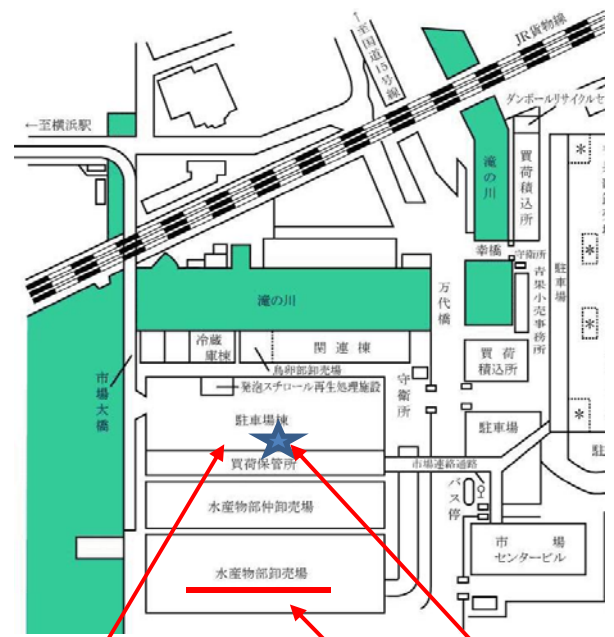 ↑至国道15号線
JR貨物線
ダンボールリサイクルセ
←至横浜駅
滝の川
買荷積込所
駐車場
幸橋
守衛所
青果小売事務所
滝の川
万代橋
冷蔵
庫棟
関連棟
買荷
積込所
鳥卵部卸売場
発泡スチロール再生処理施設
市場大橋
守衛所
駐車場棟
駐車場
買荷保管所
市場連絡通路
バス停
水産物部仲卸売場
市場
センタービル
水産物部卸売場
*
*
*
*
駐